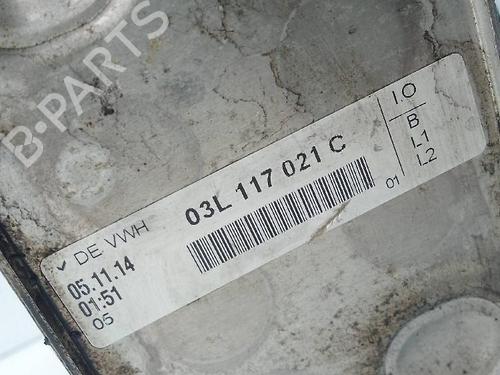 B-PARTS
I.O
B
L1
L2
03L 117 021 C
01
DE VWH
05.11.14
01:51
05